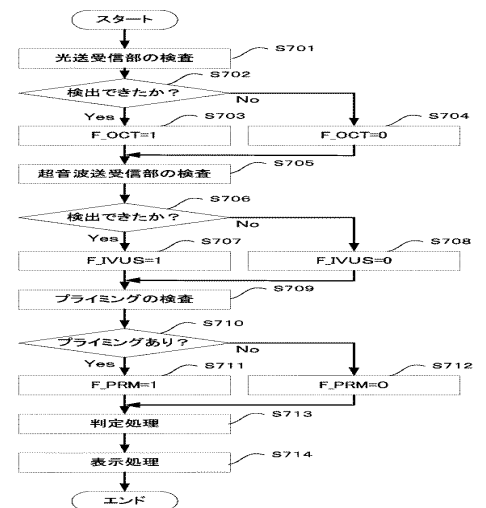 スタート
光送受信部の検査
S701
検出できたか?
S702
Yes
No
F_OCT=1
S703
F_OCT=0
S704
超音波送受信部の検査
S705
検出できたか?
S706
Yes
No
F_IVUS=1
S707
F_IVUS=0
S708
プライミングの検査
S709
プライミングあり?
S710
Yes
No
F_PRM=1
S711
F_PRM=0
S712
判定処理
S713
表示処理
S714
エンド